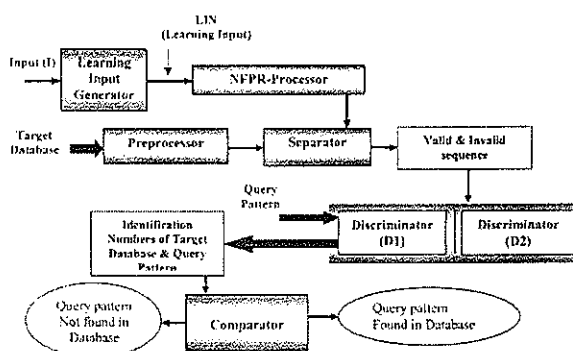 LIN
(Learning Input)
Input (I)
Learning
Input
Generator
NFPR-Processor
Target
Database
Preprocessor
Separator
Valid & Invalid
sequence
Query
Pattern
Identification
Numbers of Target
Database & Query
Pattern
Discriminator
(D1)
Discriminator
(D2)
Query pattern
Not found in
Database
Comparator
Query pattern
Found in Database